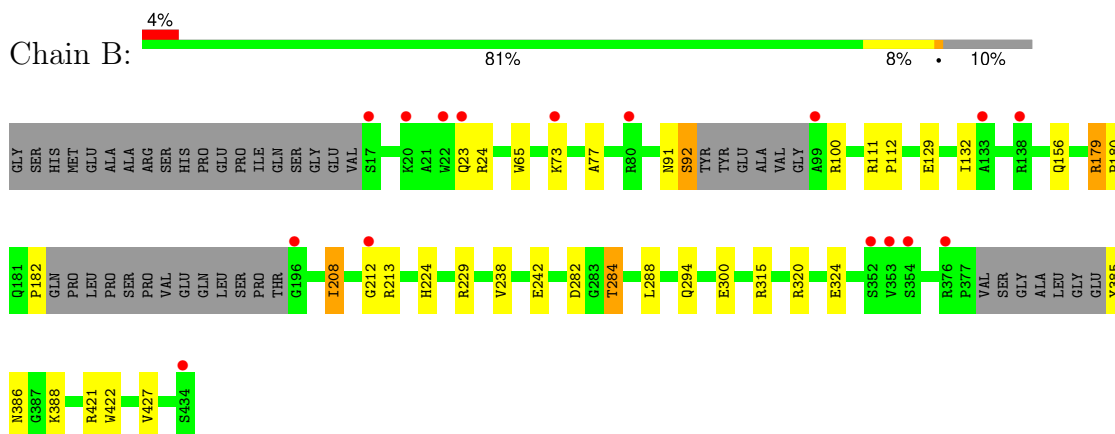 4%
Chain B:
81% 8% • 10%
GLY SER HIS MET GLU ALA ALA ARG SER HIS PRO GLU PRO ILE GLN SER GLY GLU VAL S17 K20 A21 W22 Q23 R24 W65 K73 A77 R80 N91 S92 TYR TYR GLU ALA VAL GLY A99 R100 R111 P112 E129 I132 A133 R138 Q156 R179
Q181 P182 GLN PRO LEU PRO SER PRO VAL GLU GLN LEU SER PRO THR G196 I208 G212 R213 H224 R229 V238 E242 D282 G283 T284 L288 Q294 E300 R315 R320 E324 S352 V353 S354 R376 P377 VAL SER GLY ALA LEU GLY GLU Y385
N386 G387 K388 R421 W422 V427 S434